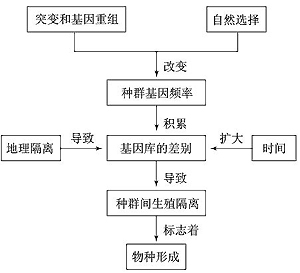 突变和基因重组
自然选择
改变
种群基因频率
积累
地理隔离
导致
基因库的差别
扩大
时间
导致
种群间生殖隔离
标志着
物种形成